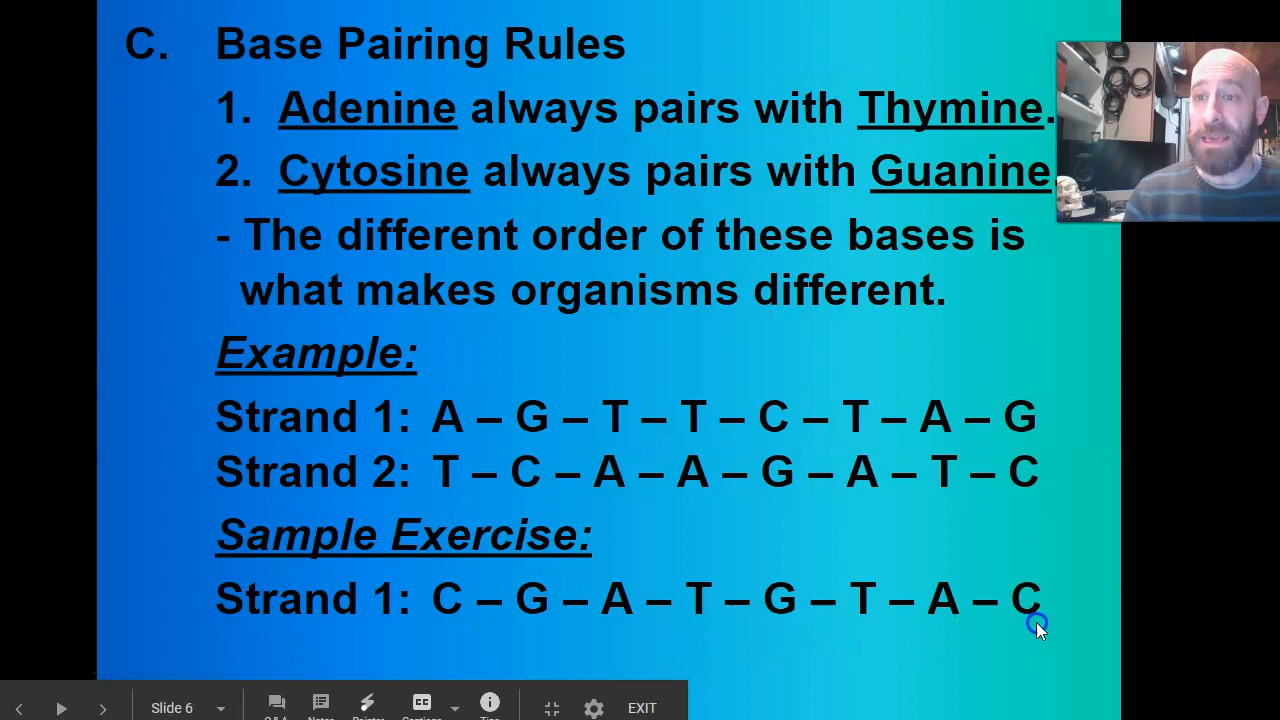 C. Base Pairing Rules
1. Adenine always pairs with Thymine.
2. Cytosine always pairs with Guanine.
- The different order of these bases is
what makes organisms different.
Example:
Strand 1: A – G – T – T – C – T – A – G
Strand 2: T – C – A – A – G – A – T – C
Sample Exercise:
Strand 1: C – G – A – T – G – T – A – C
Slide 6
EXIT